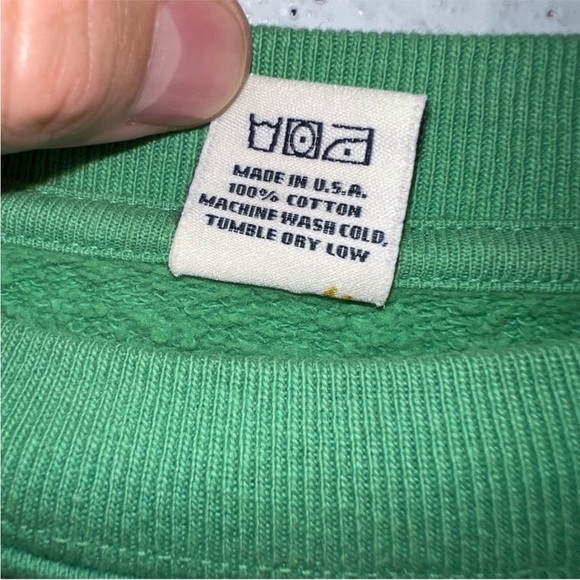 MADE IN U.S.A.
100% COTTON
MACHINE WASH COLD,
TUMBLE DRY LOW